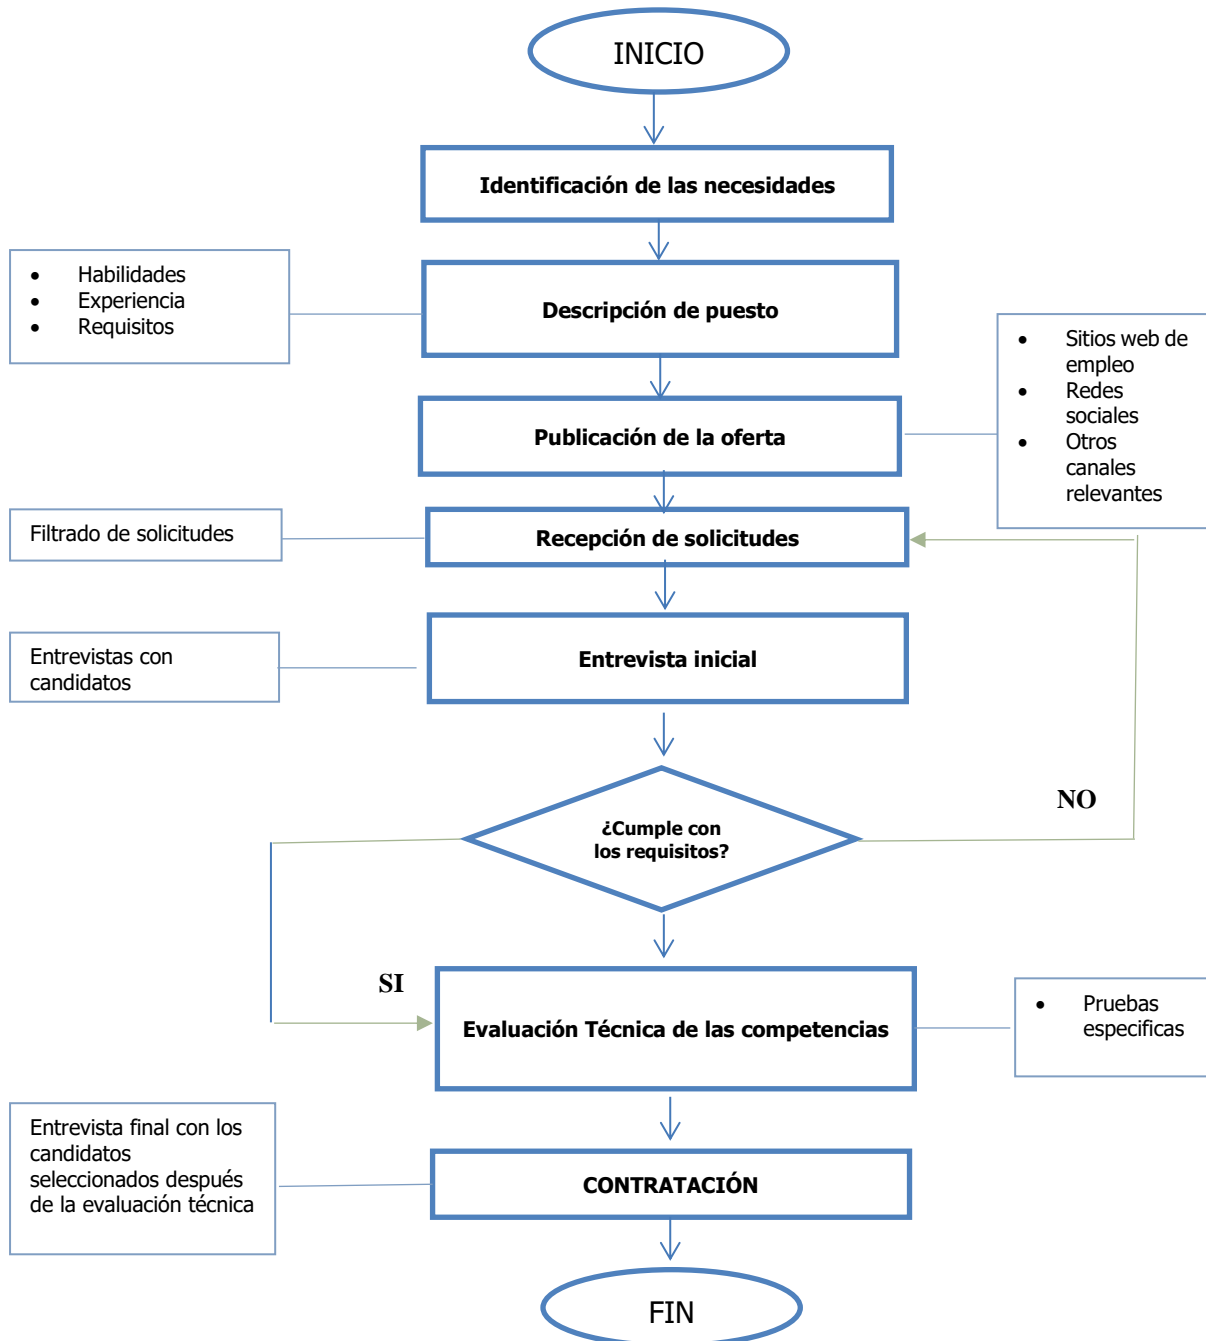 INICIO
Identificación de las necesidades
• Habilidades
• Experiencia
• Requisitos
Descripción de puesto
• Sitios web de
empleo
• Redes
sociales
• Otros
canales
relevantes
Publicación de la oferta
Filtrado de solicitudes
Recepción de solicitudes
Entrevistas con
candidatos
Entrevista inicial
¿Cumple con
los requisitos?
NO
SI
Evaluación Técnica de las competencias
• Pruebas
especificas
Entrevista final con los
candidatos
seleccionados después
de la evaluación técnica
CONTRATACIÓN
FIN